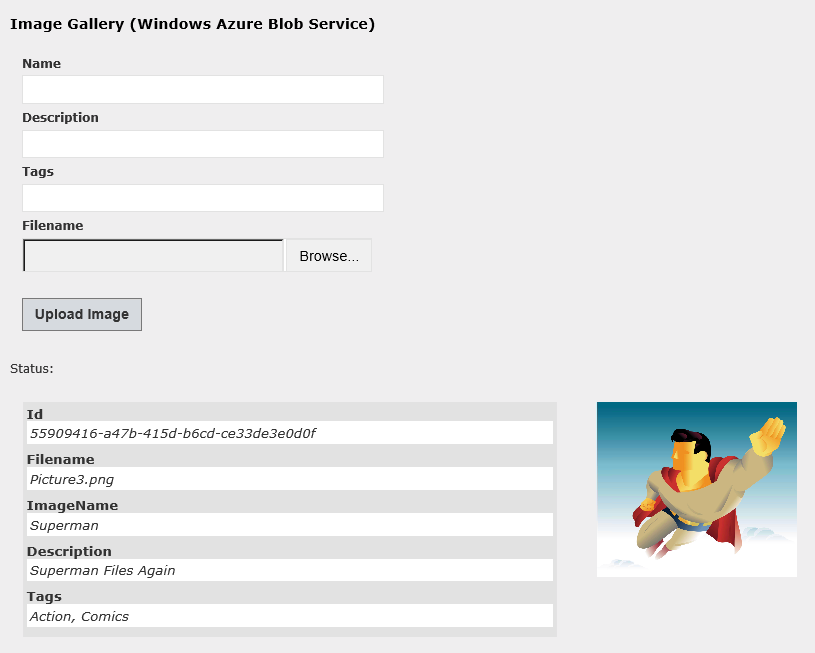 Image Gallery (Windows Azure Blob Service)
Name
Description
Tags
Filename
Browse...
Upload Image
Status:
Id
55909416-a47b-415d-b6cd-ce33de3e0d0f
Filename
Picture3.png
ImageName
Superman
Description
Superman Files Again
Tags
Action, Comics